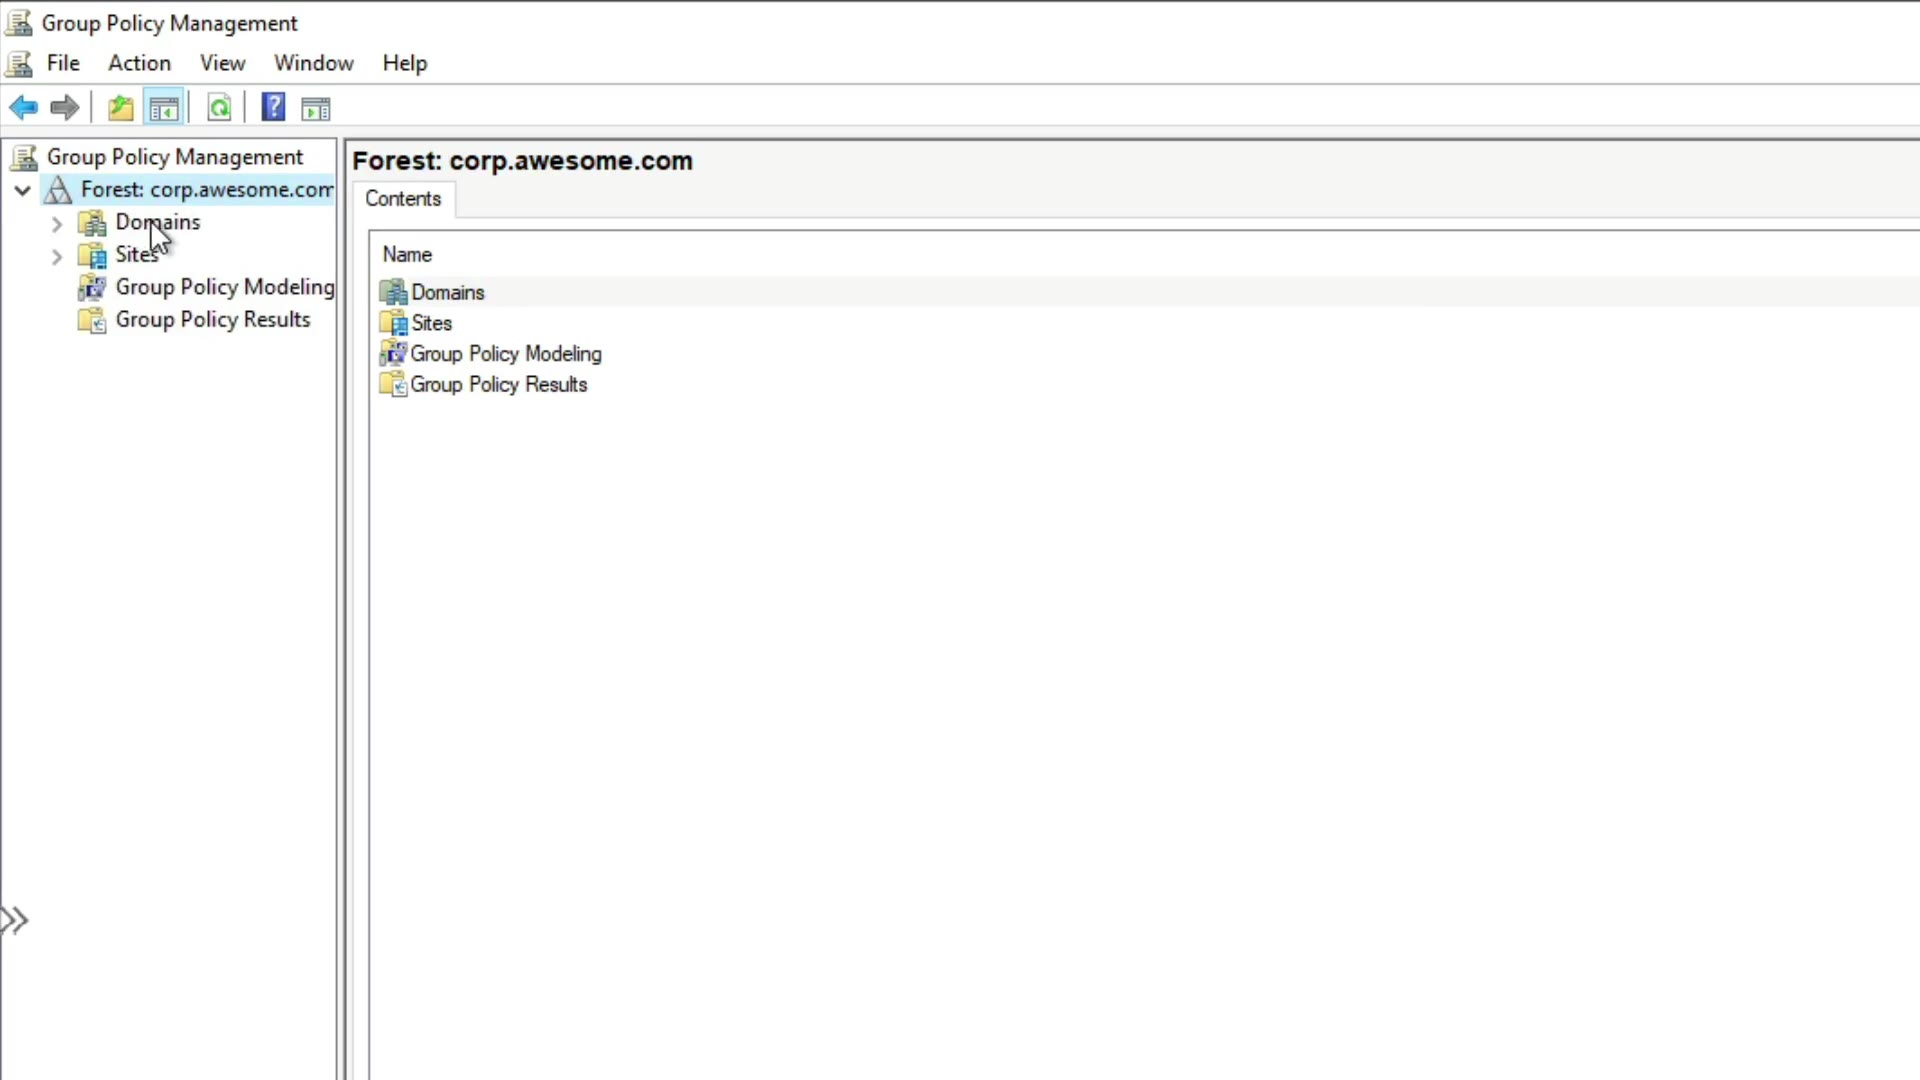 Group Policy Management
File Action View Window Help
Group Policy Management
Forest: corp.awesome.com
Domains
Sites
Group Policy Modeling
Group Policy Results
Forest: corp.awesome.com
Contents
Name
Domains
Sites
Group Policy Modeling
Group Policy Results